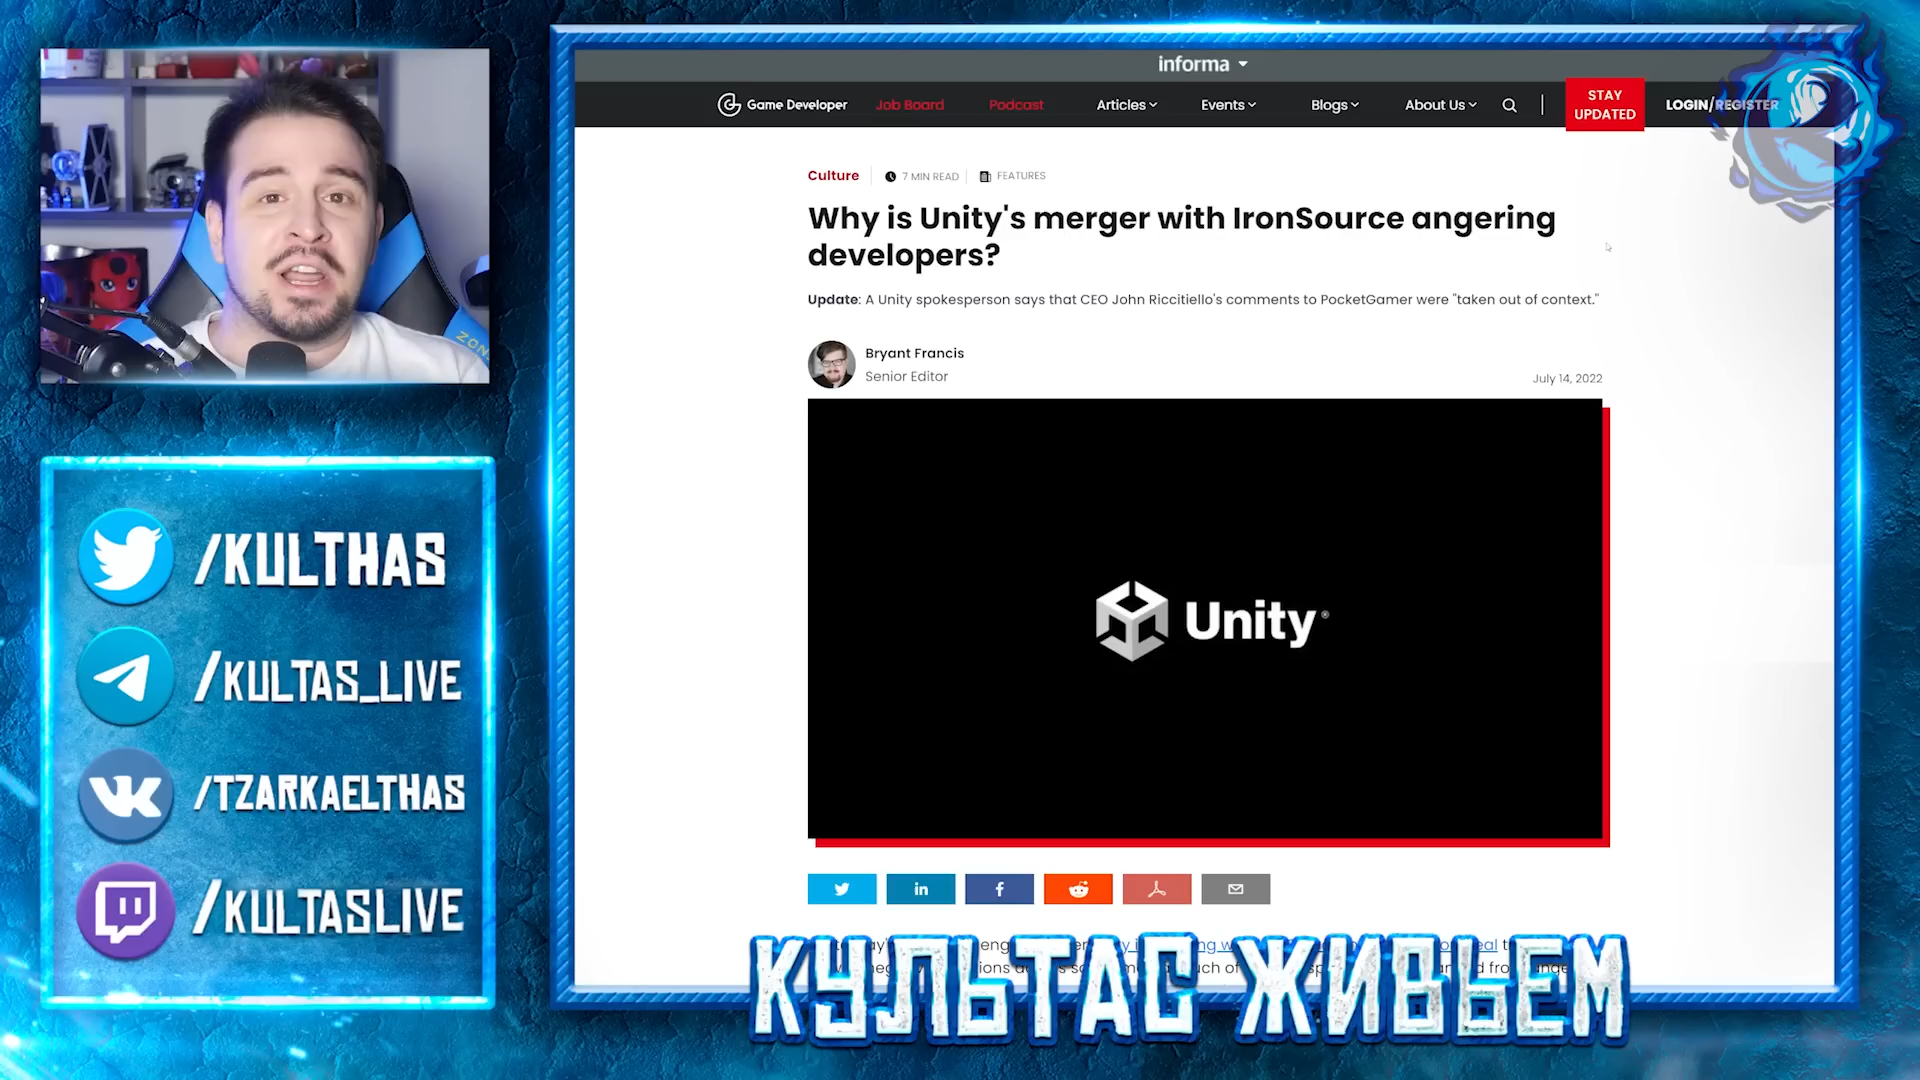 informa
Game Developer
Job Board
Podcast
Articles
Events
Blogs
About Us
STAY
UPDATED
LOGIN/REGISTER
Culture
7 MIN READ
FEATURES
Why is Unity's merger with IronSource angering
developers?
Update: A Unity spokesperson says that CEO John Riccitiello's comments to PocketGamer were "taken out of context."
Bryant Francis
Senior Editor
July 14, 2022
Unity
/KULTHAS
/KULTAS_LIVE
/TZARKAELTHAS
/KULTASLIVE
КУЛЬТАС ЖИВЬЕМ